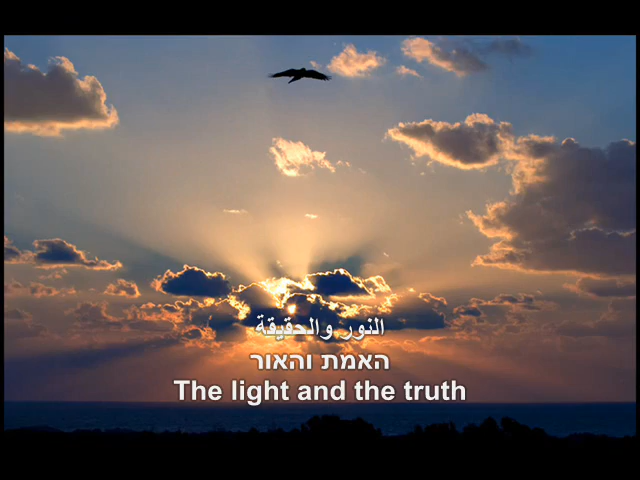 النور والحقيقة
האמת והאור
The light and the truth